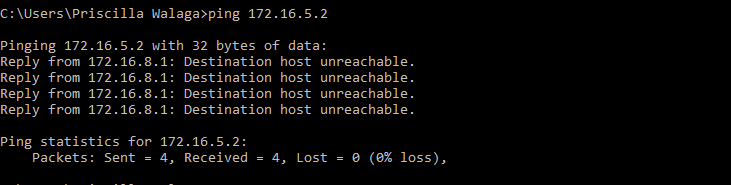 C:\Users\Priscilla Walaga>ping 172.16.5.2
Pinging 172.16.5.2 with 32 bytes of data:
Reply from 172.16.8.1: Destination host unreachable.
Reply from 172.16.8.1: Destination host unreachable.
Reply from 172.16.8.1: Destination host unreachable.
Reply from 172.16.8.1: Destination host unreachable.
Ping statistics for 172.16.5.2:
    Packets: Sent = 4, Received = 4, Lost = 0 (0% loss),